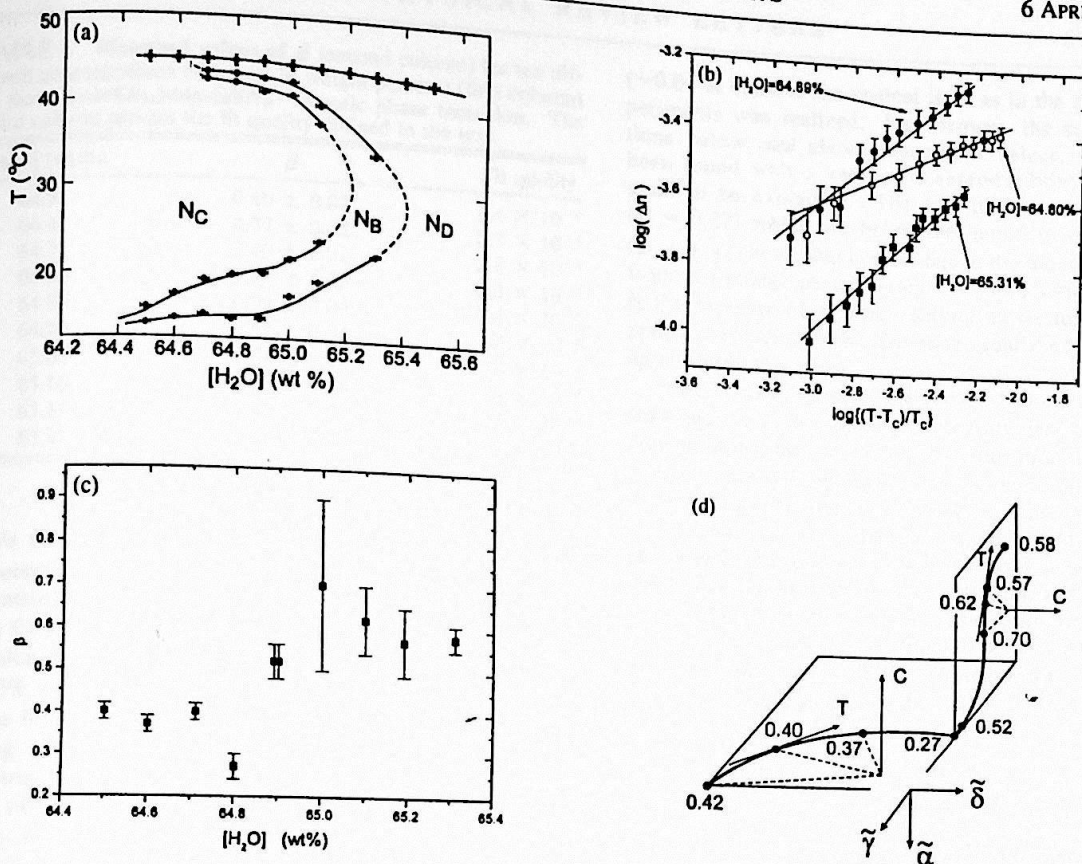 6 APR
(a)
50
40
30
20
T (°C)
N_C
N_B
N_D
64.2 64.4 64.6 64.8 65.0 65.2 65.4 65.6
[H₂O] (wt %)
(b)
-3.2
-3.4
-3.6
-3.8
-4.0
log(Δn)
[H₂O]=64.69%
[H₂O]=64.80%
[H₂O]=65.31%
-3.6 -3.4 -3.2 -3.0 -2.8 -2.6 -2.4 -2.2 -2.0 -1.8 -1.7
log{(T-T_C)/T_C}
(c)
0.9
0.8
0.7
0.6
0.5
0.4
0.3
0.2
β
64.4 64.6 64.8 65.0 65.2 65.4
[H₂O] (wt%)
(d)
0.58
T
0.57
0.62
C
0.70
C
0.52
0.40
T
0.37
0.27
0.42
δ̃
γ̃
α̃